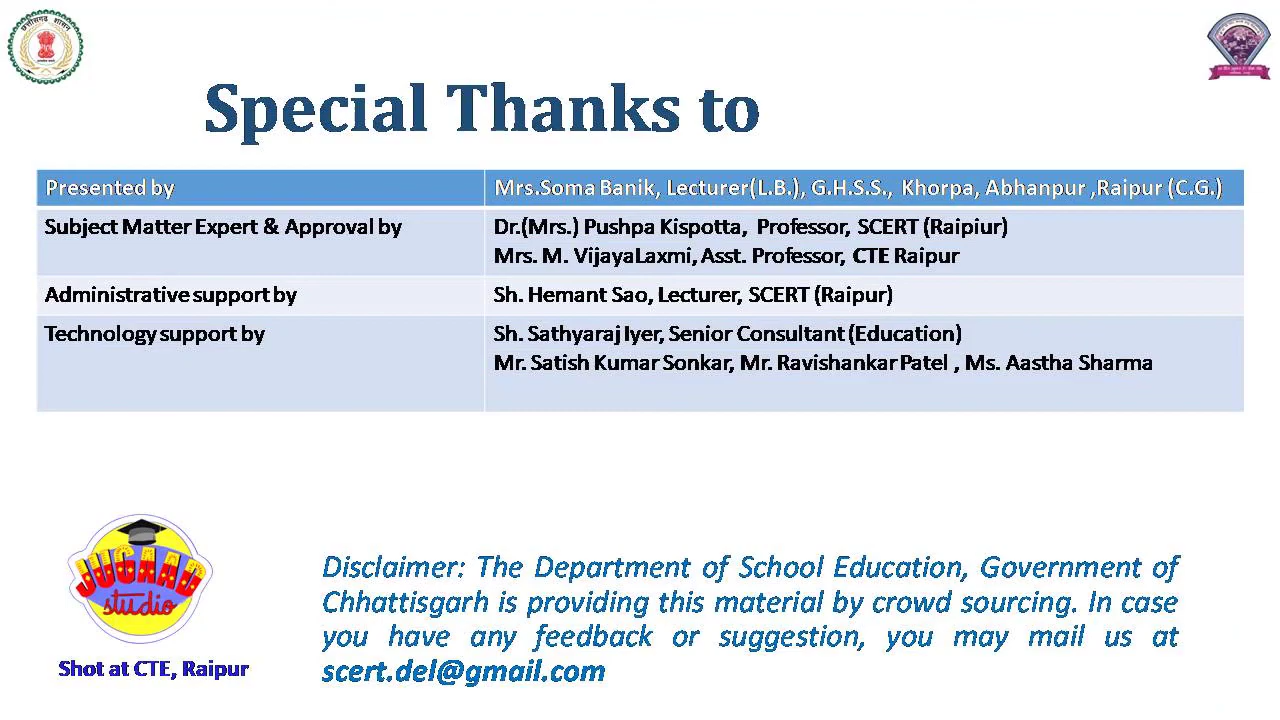 छत्तीसगढ़ शासन
Special Thanks to
Presented by
Mrs.Soma Banik, Lecturer(L.B.), G.H.S.S., Khorpa, Abhanpur ,Raipur (C.G.)
Subject Matter Expert & Approval by
Dr.(Mrs.) Pushpa Kispotta, Professor, SCERT (Raipiur)
Mrs. M. VijayaLaxmi, Asst. Professor, CTE Raipur
Administrative support by
Sh. Hemant Sao, Lecturer, SCERT (Raipur)
Technology support by
Sh. Sathyaraj Iyer, Senior Consultant (Education)
Mr. Satish Kumar Sonkar, Mr. Ravishankar Patel , Ms. Aastha Sharma
JUGAAD
studio
Shot at CTE, Raipur
Disclaimer: The Department of School Education, Government of
Chhattisgarh is providing this material by crowd sourcing. In case
you have any feedback or suggestion, you may mail us at
scert.del@gmail.com